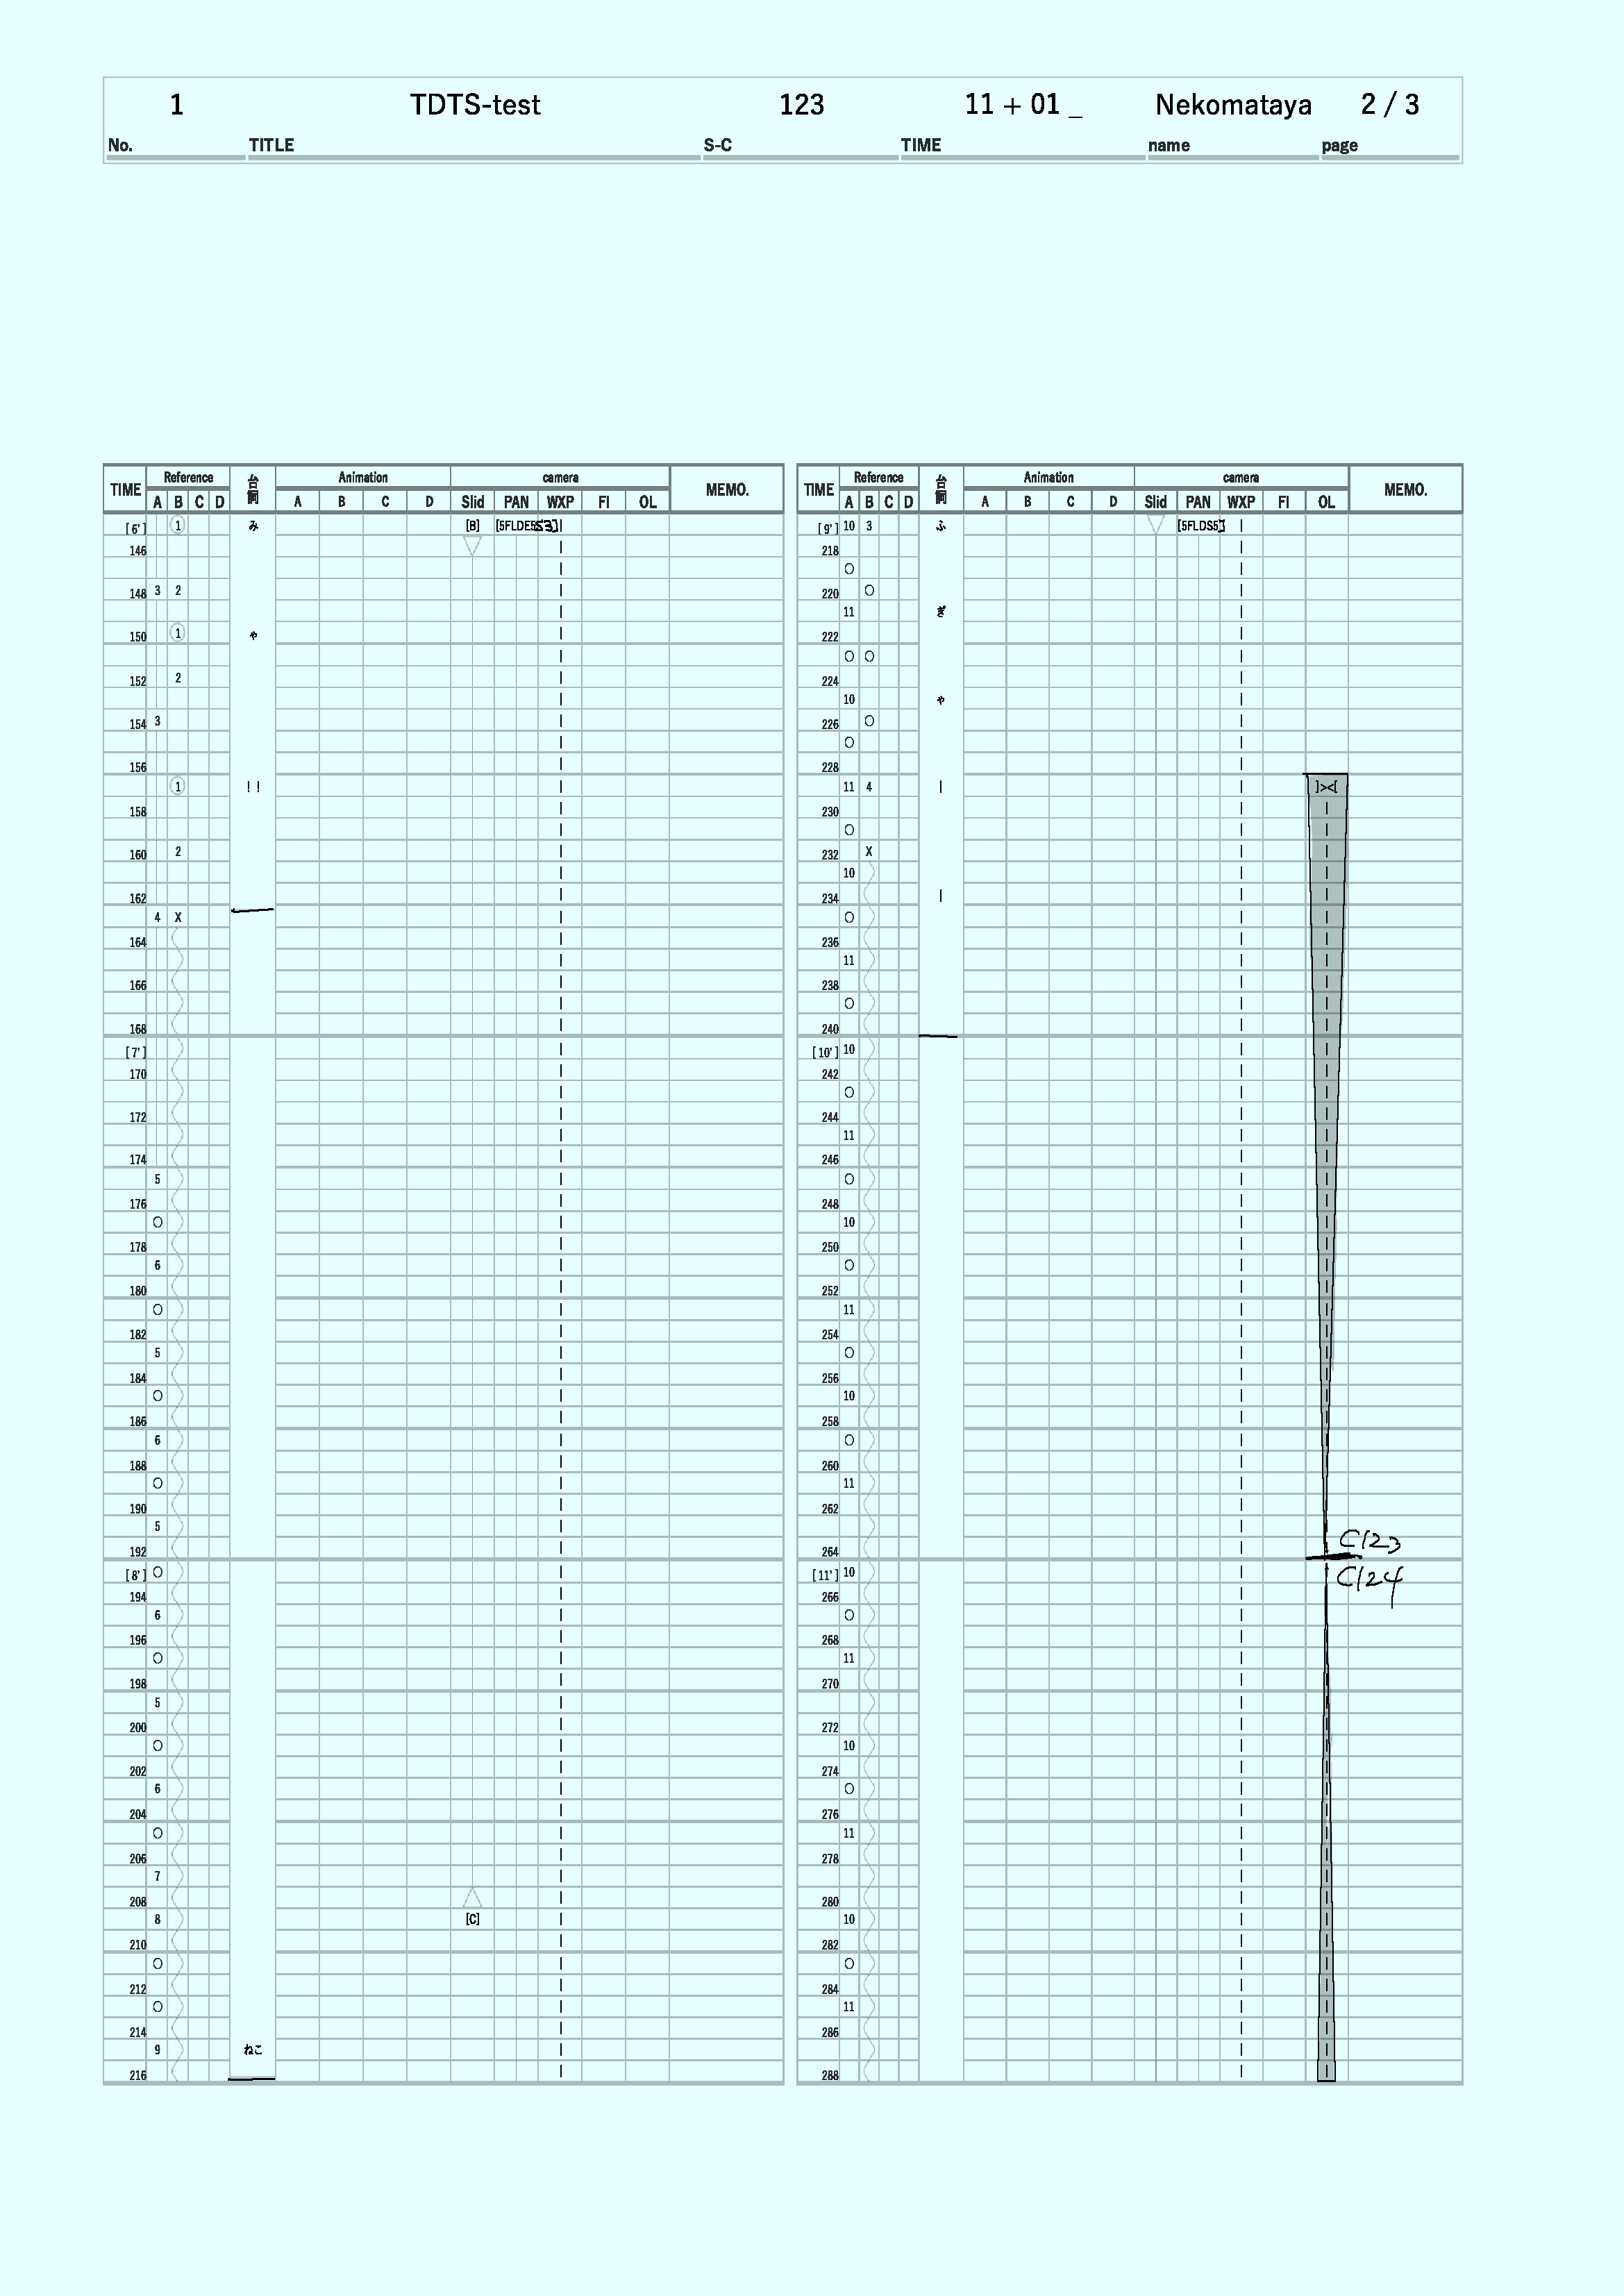 1 TDTS-test 123 11 + 01 _ Nekomataya 2 / 3
No. TITLE S-C TIME name page
TIME Reference 台詞 Animation camera MEMO.
A B C D A B C D Slid PAN WXP FI OL
[ 6' ] 1 み [B]
146
148 3 2
150 1 ゃ
152 2
154 3
156
1 ! !
158
160 2
162
4 X
164
166
168
[ 7' ]
170
172
174
5
176
O
178
6
180
O
182
5
184
O
186
6
188
O
190
5
192
[ 8' ] O
194
6
196
O
198
5
200
O
202
6
204
O
206
7
208
8 [C]
210
O
212
O
214
9 ねこ
216
TIME Reference 台詞 Animation camera MEMO.
A B C D A B C D Slid PAN WXP FI OL
[ 9' ] 10 3 ふ [5FLDS5]
218
O
220 O
11 ぎ
222
O O
224
10 ゃ
226 O
O
228
11 4 | ]><[
230
O
232 X
10
234 |
O
236
11
238
O
240
[ 10' ] 10
242
O
244
11
246
O
248
10
250
O
252
11
254
O
256
10
258
O
260
11
262
C123
264
[ 11' ] 10 C124
266
O
268
11
270
272
10
274
O
276
11
278
280
10
282
O
284
11
286
288